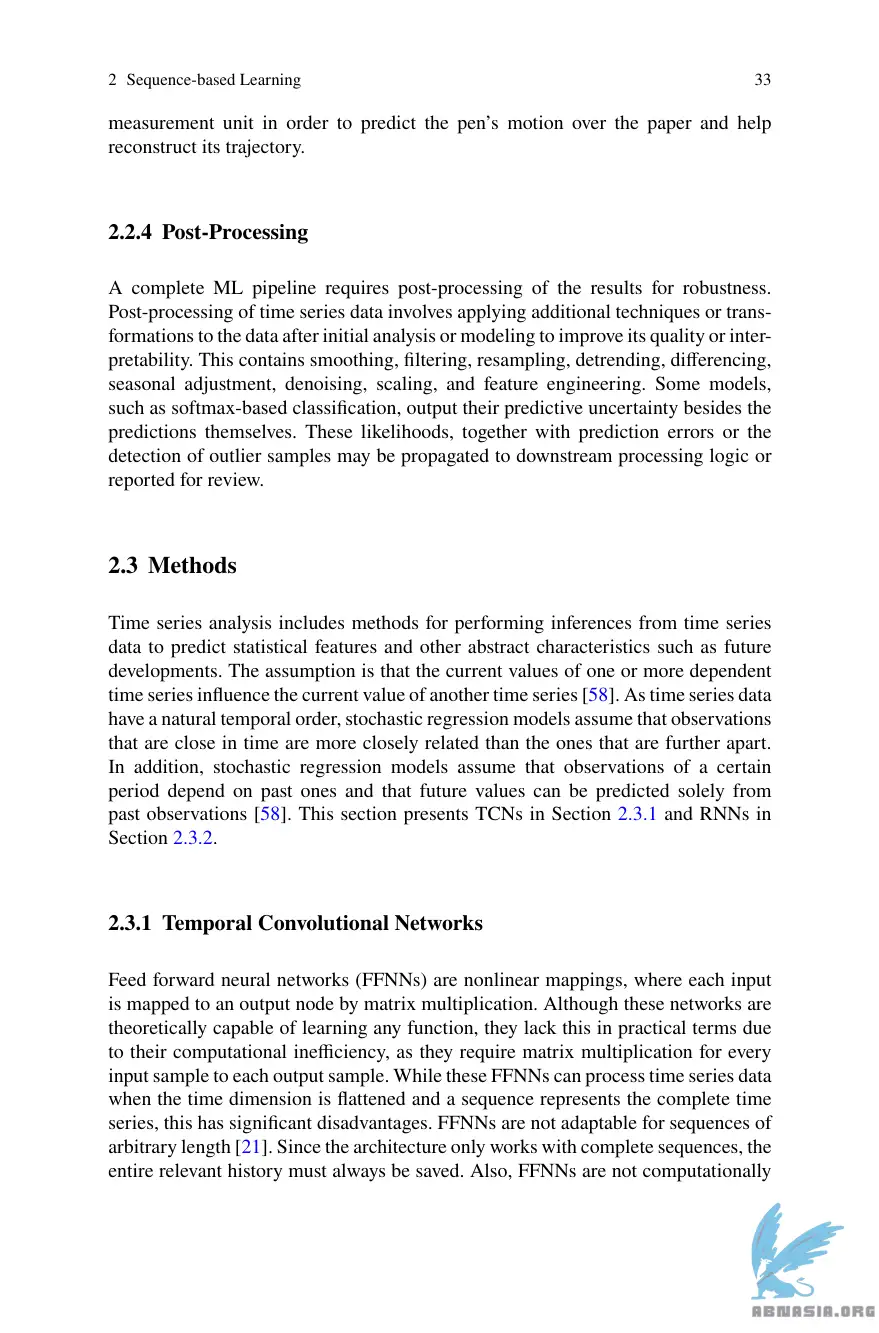 2 Sequence-based Learning 33
measurement unit in order to predict the pen's motion over the paper and help
reconstruct its trajectory.
2.2.4 Post-Processing
A complete ML pipeline requires post-processing of the results for robustness.
Post-processing of time series data involves applying additional techniques or trans-
formations to the data after initial analysis or modeling to improve its quality or inter-
pretability. This contains smoothing, filtering, resampling, detrending, differencing,
seasonal adjustment, denoising, scaling, and feature engineering. Some models,
such as softmax-based classification, output their predictive uncertainty besides the
predictions themselves. These likelihoods, together with prediction errors or the
detection of outlier samples may be propagated to downstream processing logic or
reported for review.
2.3 Methods
Time series analysis includes methods for performing inferences from time series
data to predict statistical features and other abstract characteristics such as future
developments. The assumption is that the current values of one or more dependent
time series influence the current value of another time series [58]. As time series data
have a natural temporal order, stochastic regression models assume that observations
that are close in time are more closely related than the ones that are further apart.
In addition, stochastic regression models assume that observations of a certain
period depend on past ones and that future values can be predicted solely from
past observations [58]. This section presents TCNs in Section 2.3.1 and RNNs in
Section 2.3.2.
2.3.1 Temporal Convolutional Networks
Feed forward neural networks (FFNNs) are nonlinear mappings, where each input
is mapped to an output node by matrix multiplication. Although these networks are
theoretically capable of learning any function, they lack this in practical terms due
to their computational inefficiency, as they require matrix multiplication for every
input sample to each output sample. While these FFNNs can process time series data
when the time dimension is flattened and a sequence represents the complete time
series, this has significant disadvantages. FFNNs are not adaptable for sequences of
arbitrary length [21]. Since the architecture only works with complete sequences, the
entire relevant history must always be saved. Also, FFNNs are not computationally
ABNASIA.ORG